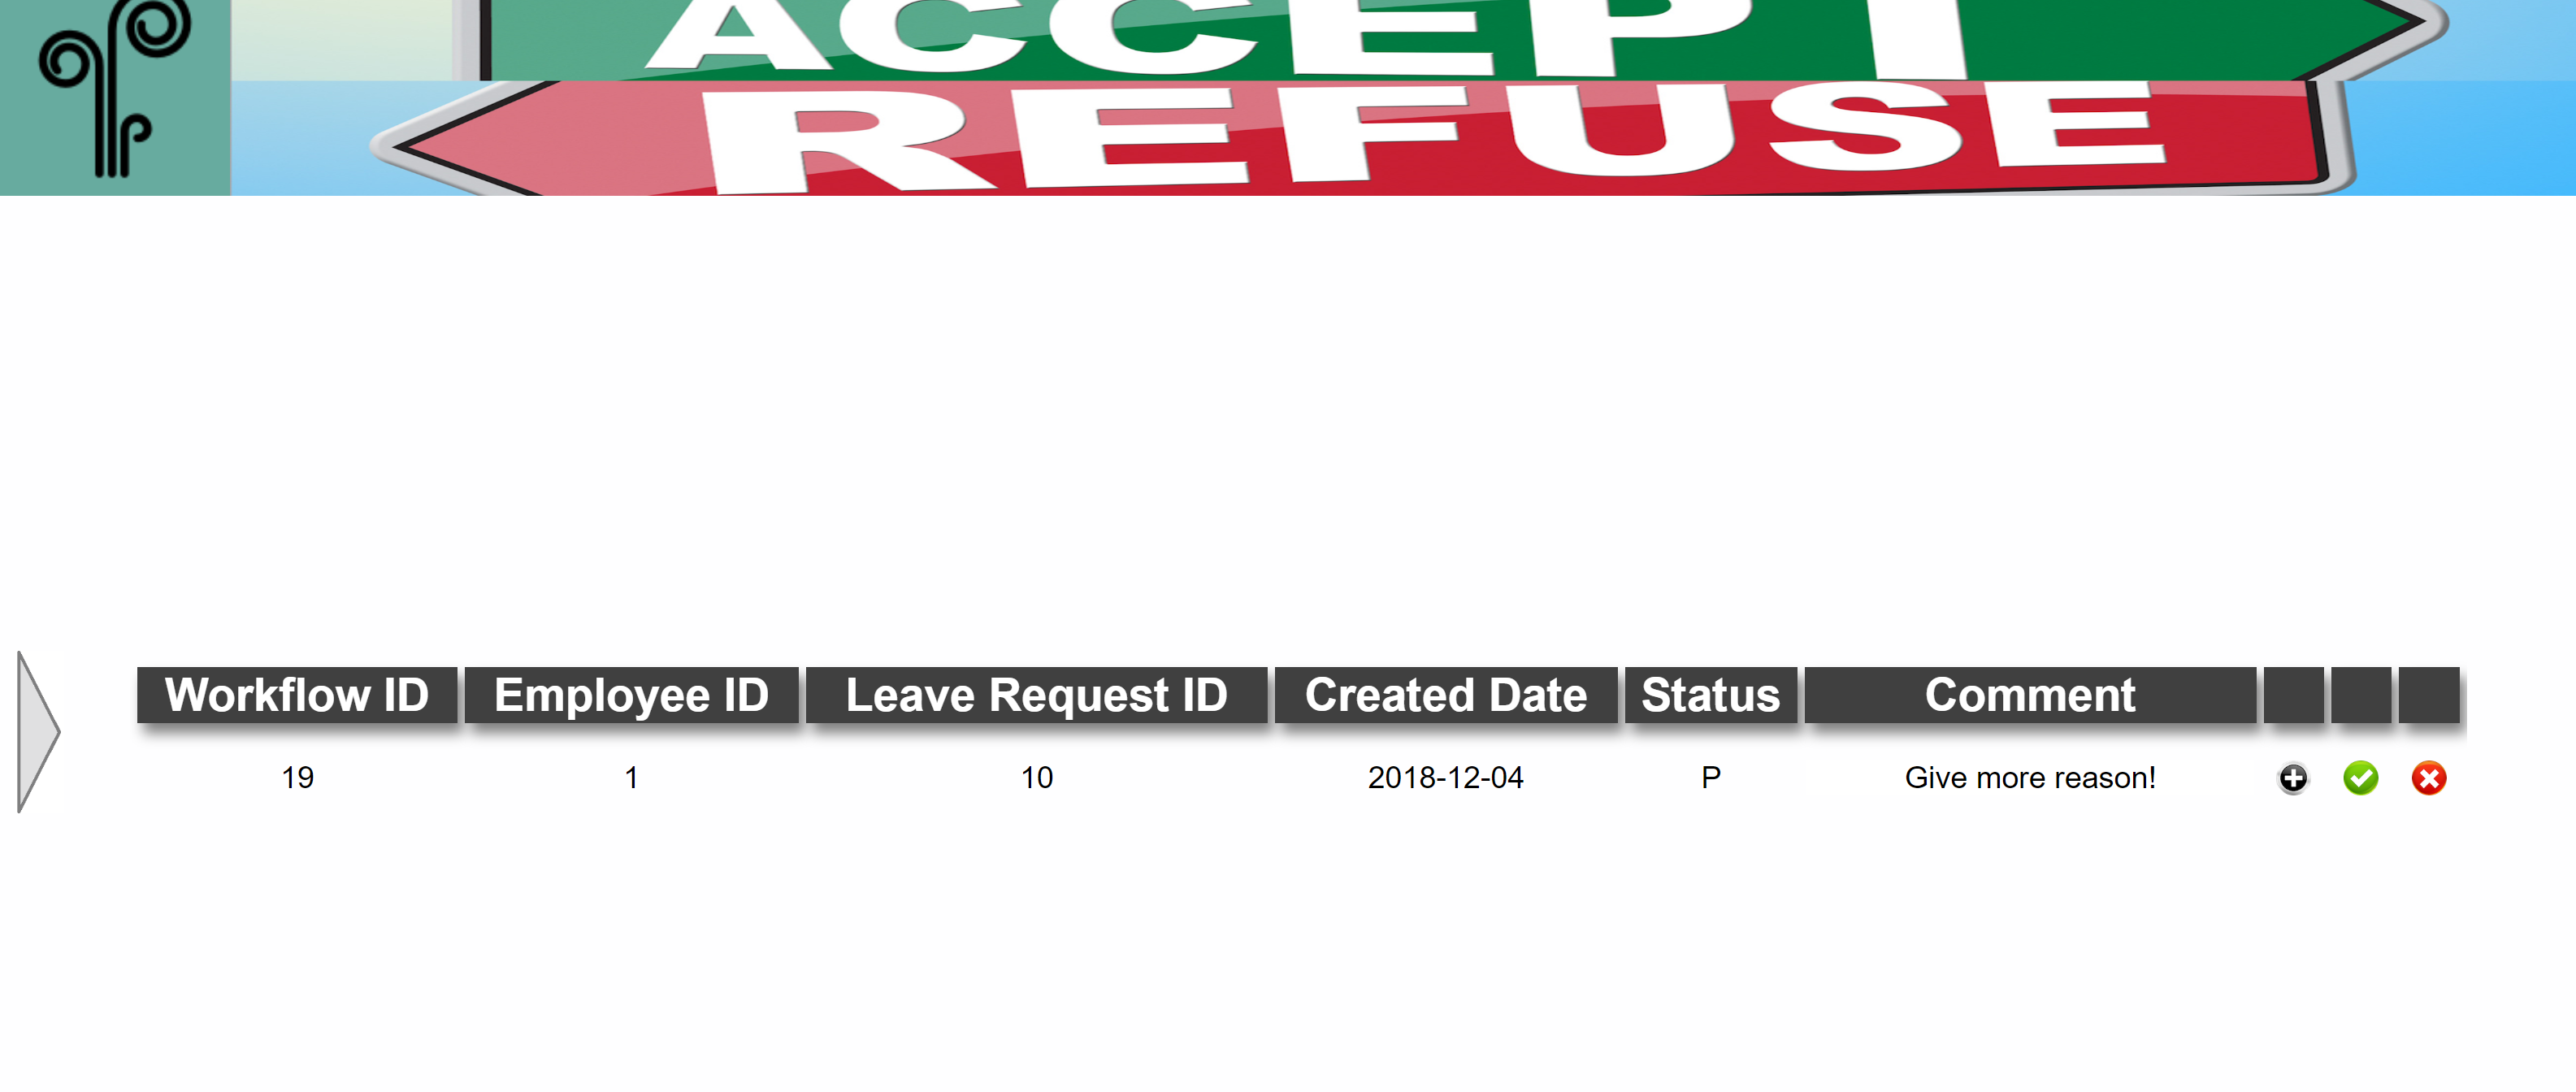 ACCEPT
REFUSE
Workflow ID Employee ID Leave Request ID Created Date Status Comment
19 1 10 2018-12-04 P Give more reason!